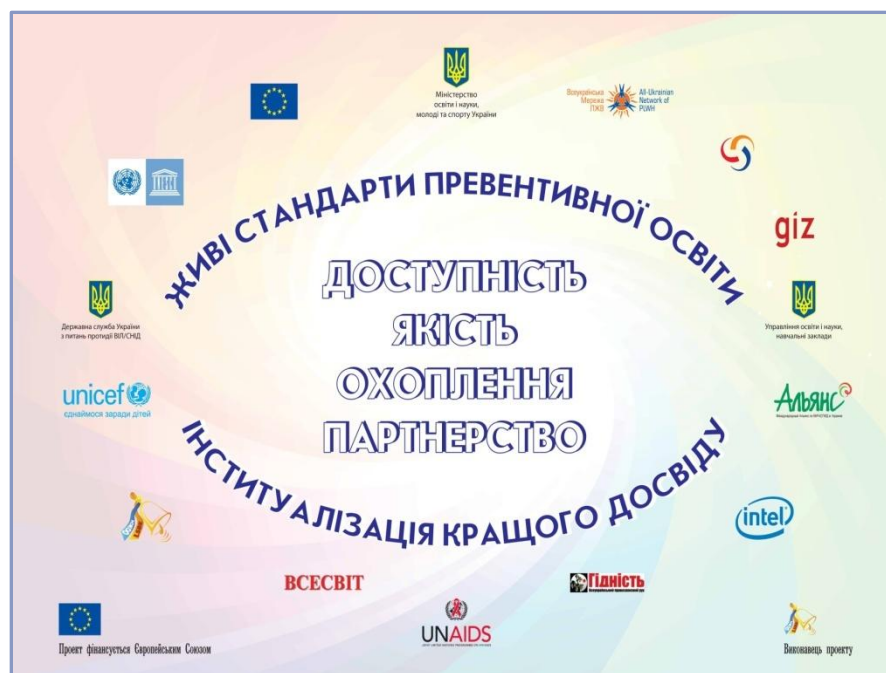 Міністерство
освіти і науки,
молоді та спорту України
Всеукраїнська
Мережа
ЛЖВ
All-Ukrainian
Network of
PLWH
ЖИВІ СТАНДАРТИ ПРЕВЕНТИВНОЇ ОСВІТИ
giz
ДОСТУПНІСТЬ
ЯКІСТЬ
ОХОПЛЕННЯ
ПАРТНЕРСТВО
Державна служба України
з питань протидії ВІЛ/СНІД
Управління освіти і науки,
навчальні заклади
unicef
єднаймося заради дітей
АЛЬЯНС
ІНСТИТУАЛІЗАЦІЯ КРАЩОГО ДОСВІДУ
intel
ВСЕСВІТ
Гідність
UNAIDS
Проект фінансується Європейським Союзом
Виконавець проекту